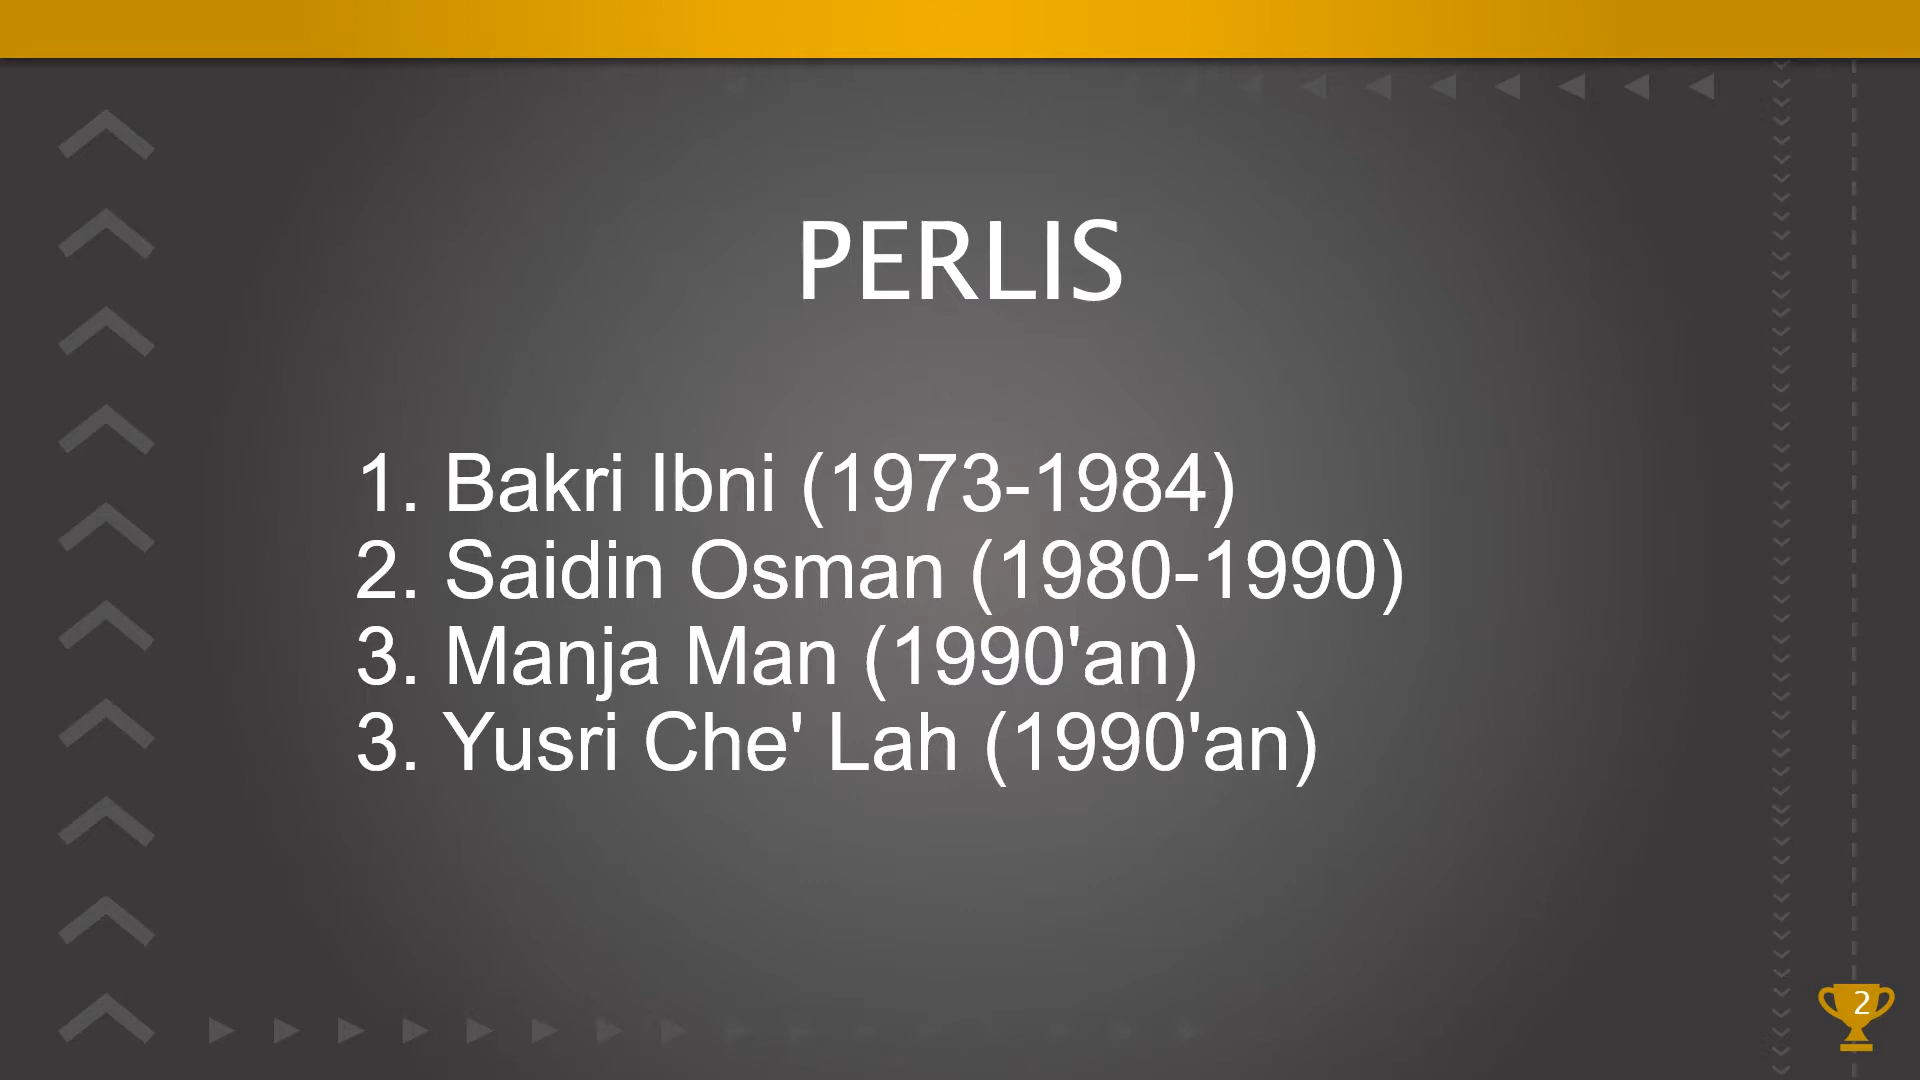 PERLIS
1. Bakri Ibni (1973-1984)
2. Saidin Osman (1980-1990)
3. Manja Man (1990'an)
3. Yusri Che' Lah (1990'an)
2